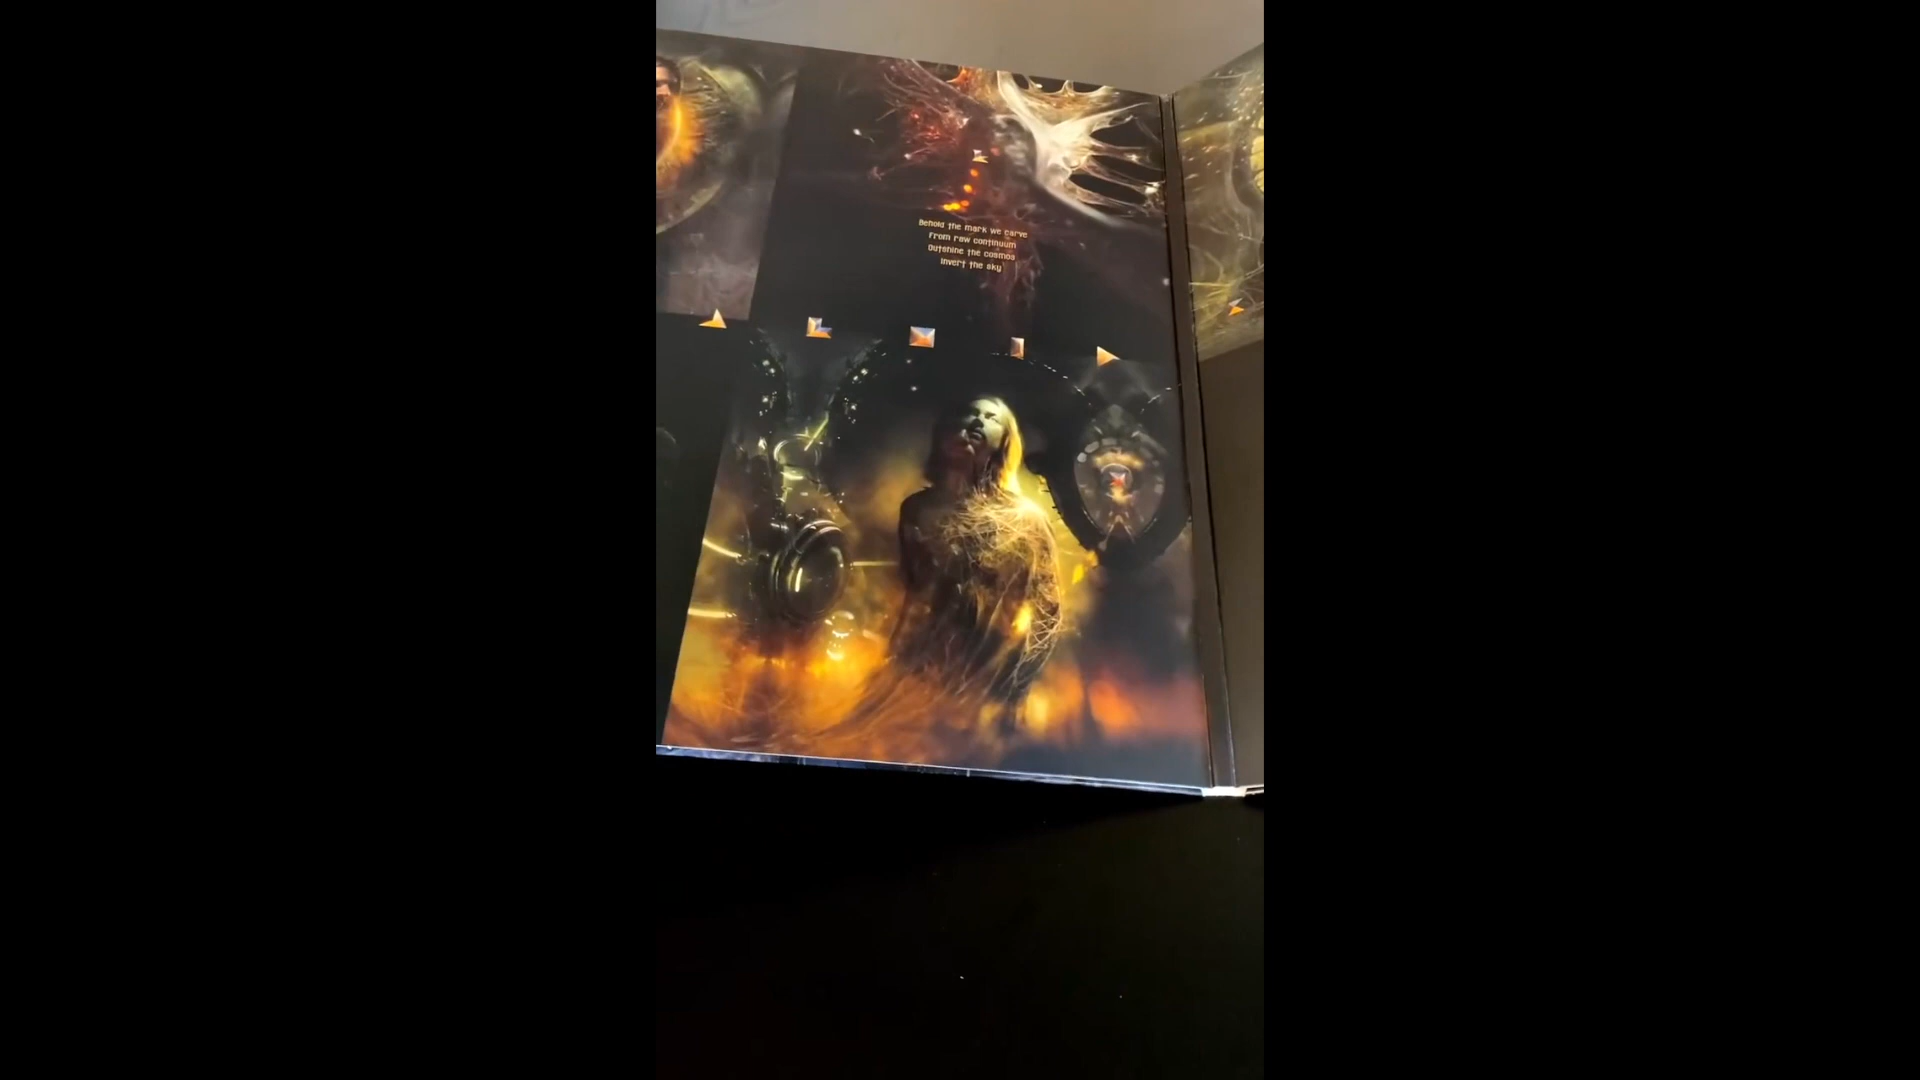 Behold the mark we carve
From raw continuum
Outshine the cosmos
Invert the sky